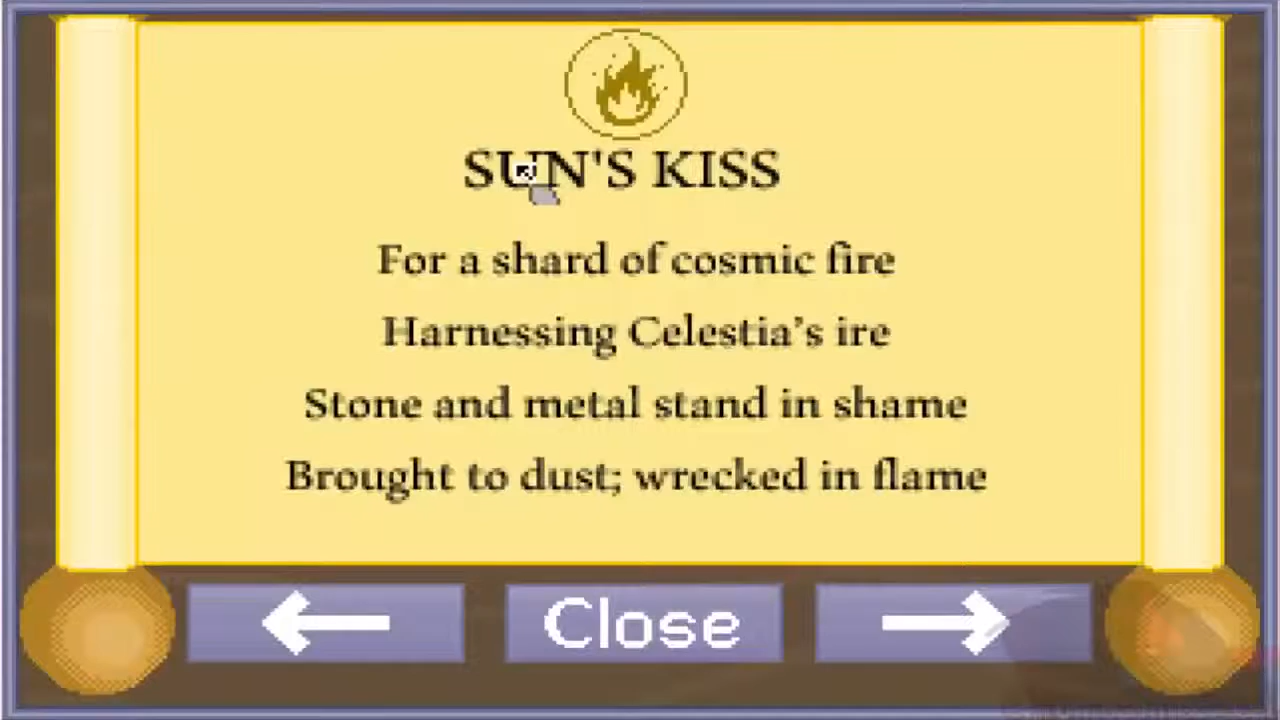 SUN'S KISS
For a shard of cosmic fire
Harnessing Celestia's ire
Stone and metal stand in shame
Brought to dust; wrecked in flame
Close